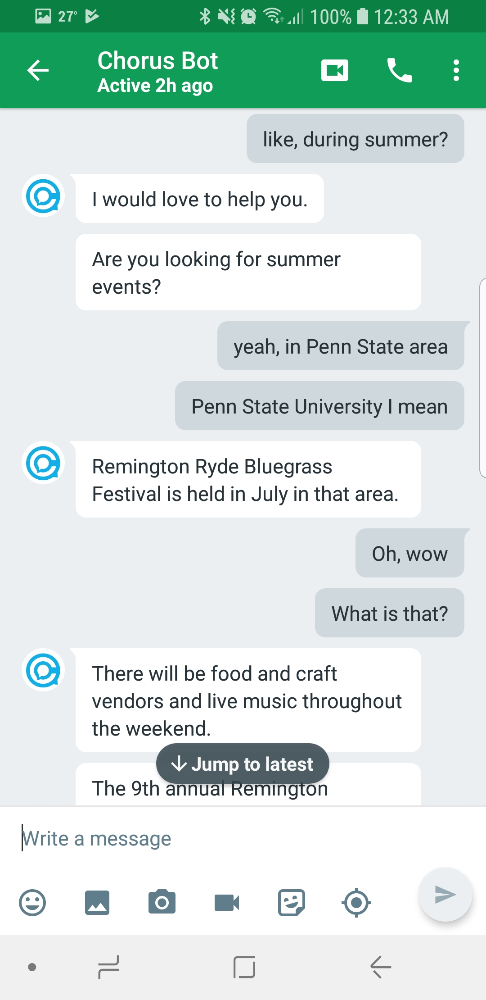 27° 100% 12:33 AM
Chorus Bot
Active 2h ago
like, during summer?
I would love to help you.
Are you looking for summer
events?
yeah, in Penn State area
Penn State University I mean
Remington Ryde Bluegrass
Festival is held in July in that area.
Oh, wow
What is that?
There will be food and craft
vendors and live music throughout
the weekend.
Jump to latest
The 9th annual Remington
Write a message